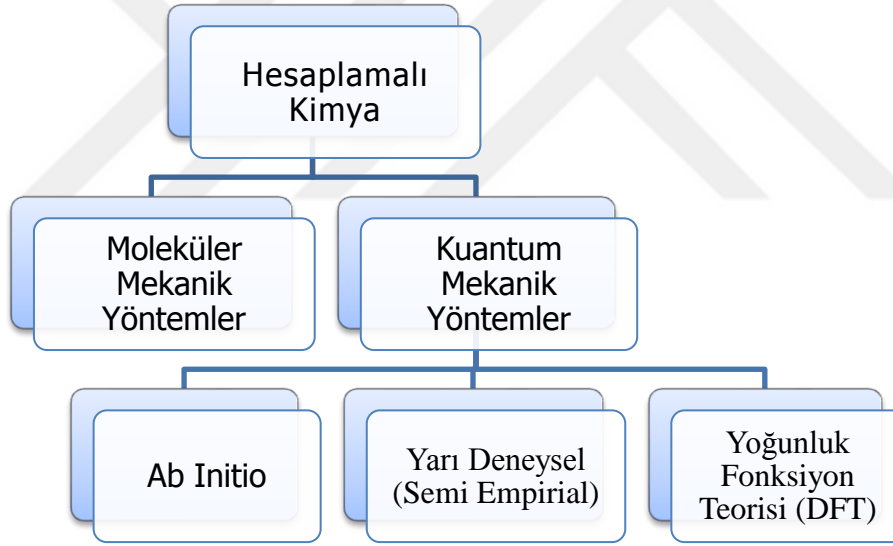 Hesaplamalı
Kimya
Moleküler
Mekanik
Yöntemler
Kuantum
Mekanik
Yöntemler
Ab Initio
Yarı Deneysel
(Semi Empirial)
Yoğunluk
Fonksiyon
Teorisi (DFT)